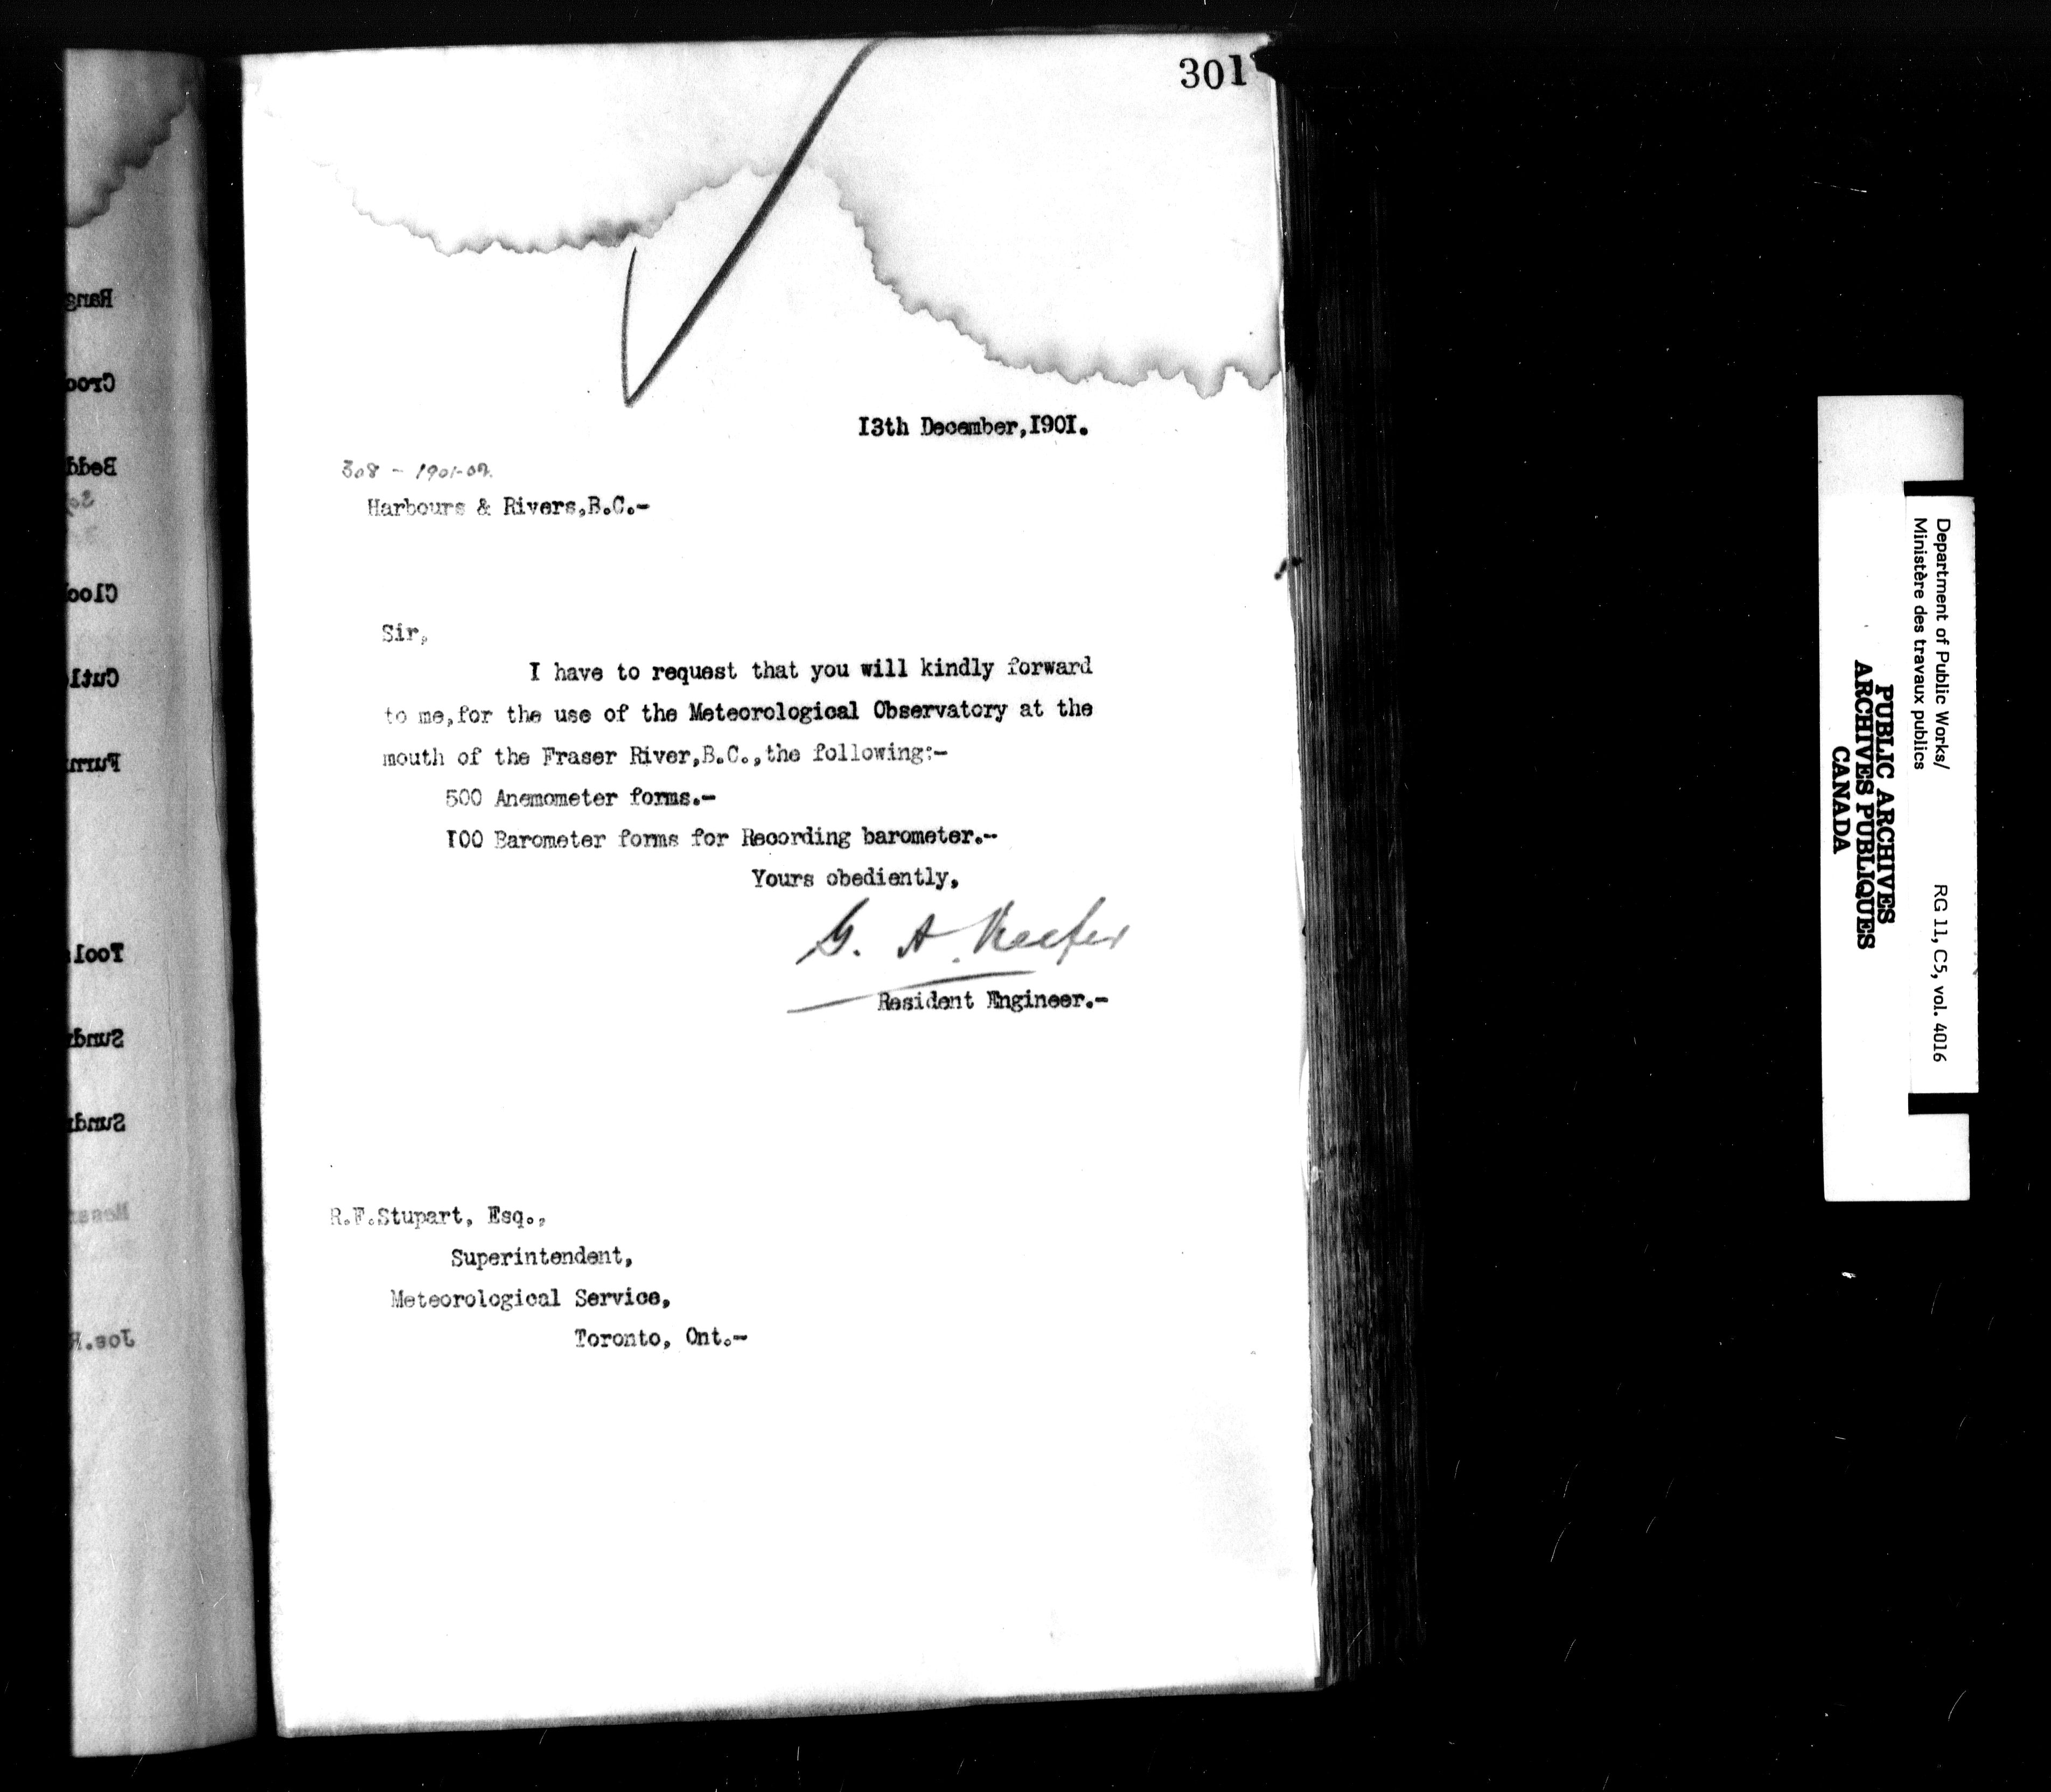 301
13th December,1901.
308 - 1901-02.
Harbours & Rivers,B.C.-
Sir,
I have to request that you will kindly forward
to me,for the use of the Meteorological Observatory at the
mouth of the Fraser River,B.C.,the following:-
500 Anemometer forms.-
100 Barometer forms for Recording barometer.-
Yours obediently,
G. A. Keefer
Resident Engineer.-
R.F.Stupart, Esq.,
Superintendent,
Meteorological Service,
Toronto, Ont.-
Department of Public Works/
Ministère des travaux publics
RG 11, C5, vol. 4016
PUBLIC ARCHIVES
ARCHIVES PUBLIQUES
CANADA